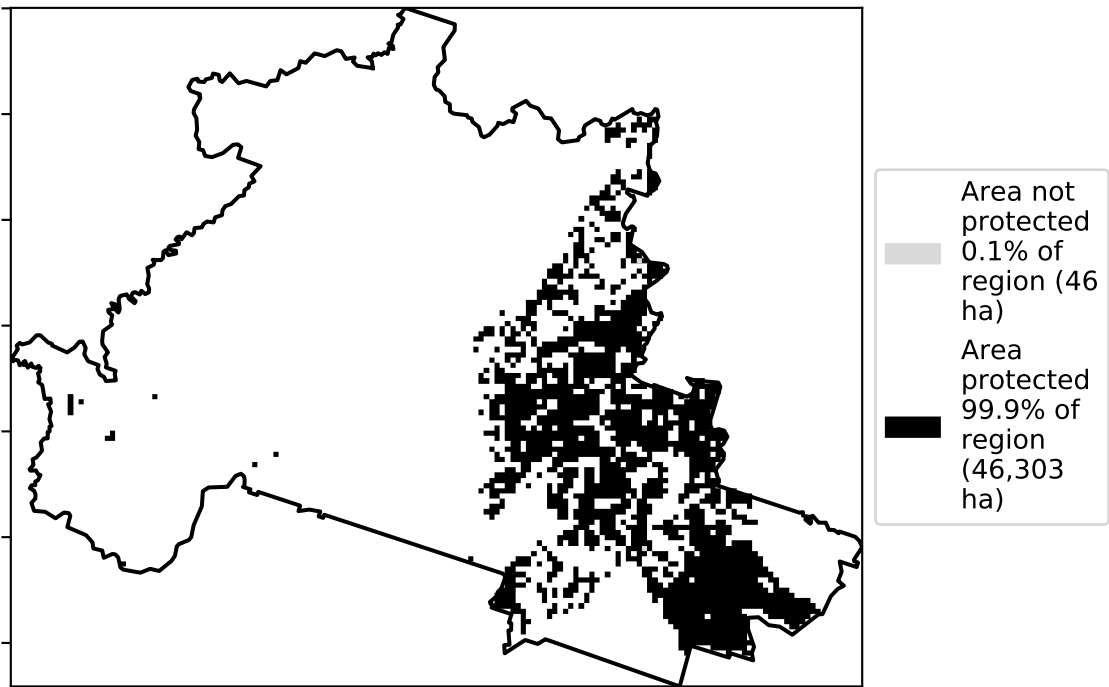 Area not
protected
0.1% of
region (46
ha)
Area
protected
99.9% of
region
(46,303
ha)